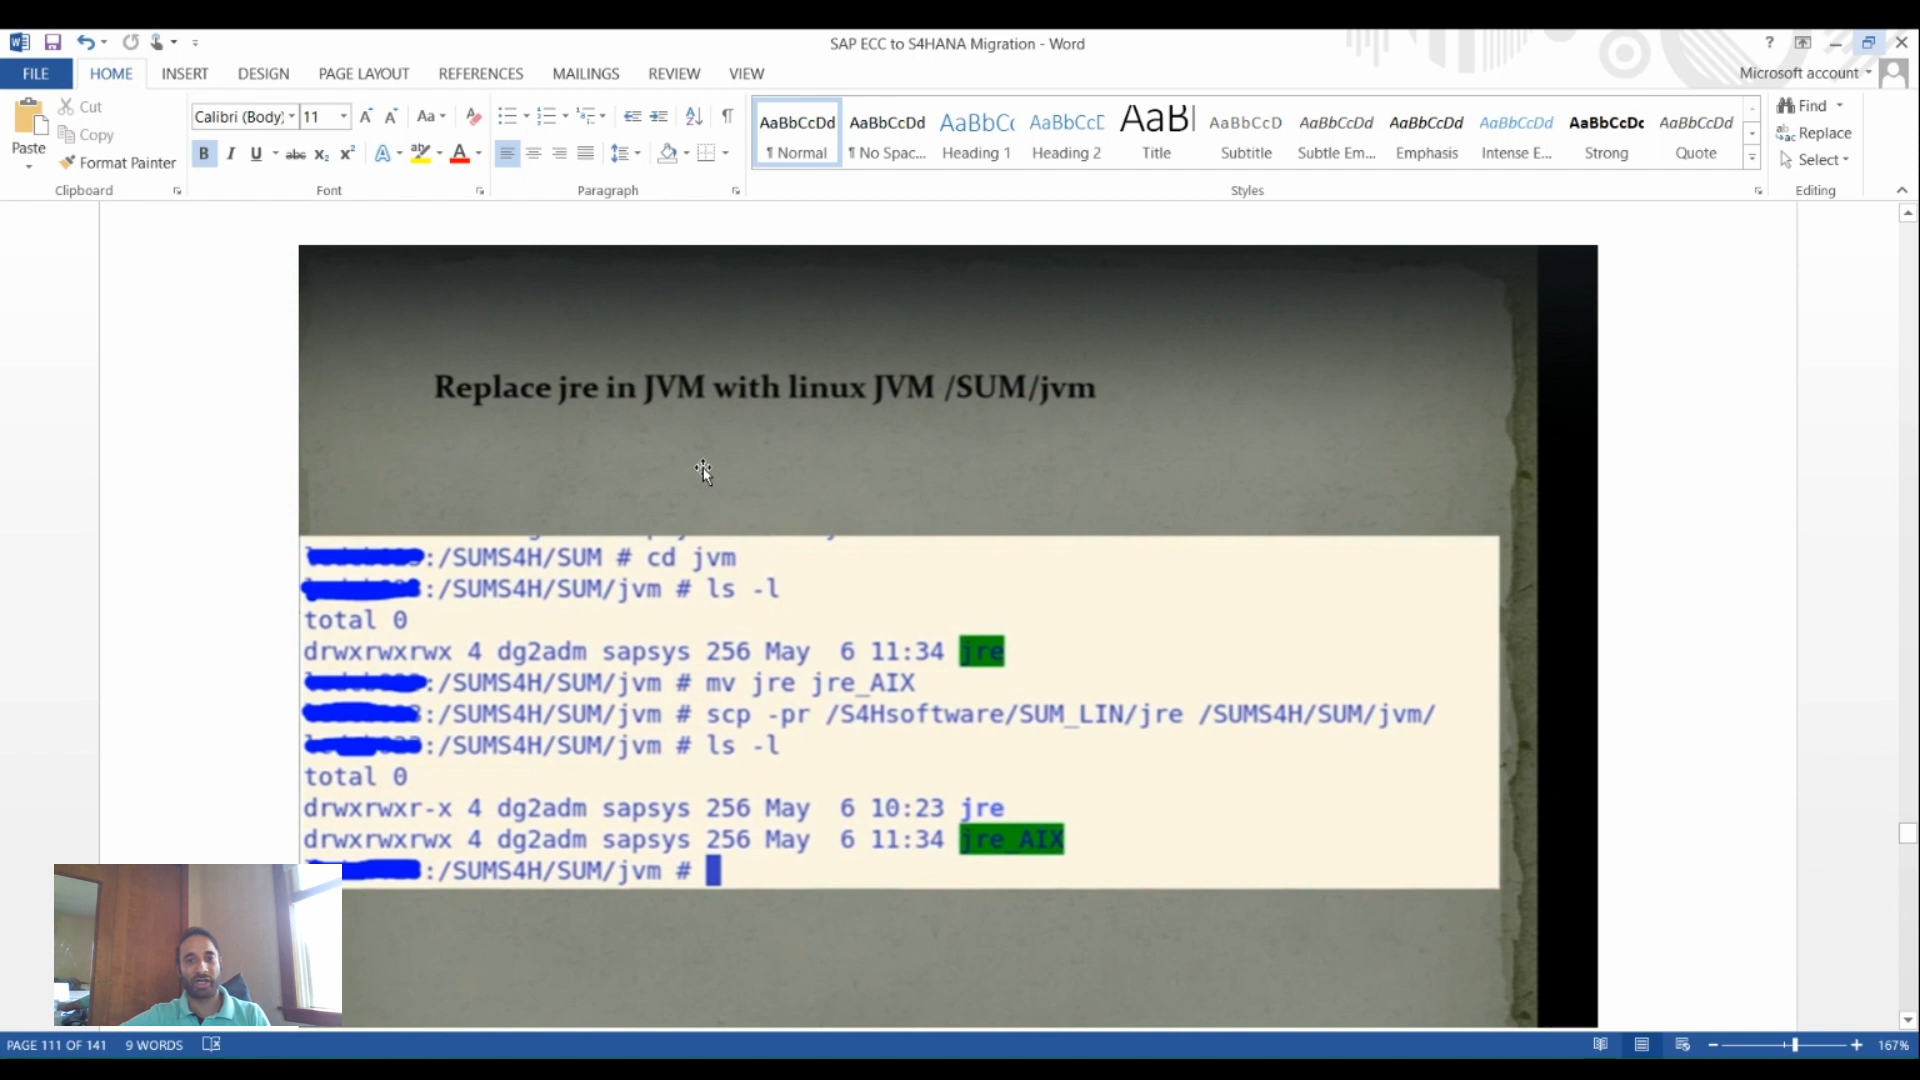 SAP ECC to S4HANA Migration - Word
?
FILE HOME INSERT DESIGN PAGE LAYOUT REFERENCES MAILINGS REVIEW VIEW Microsoft account
Paste
Cut
Copy
Format Painter
Clipboard
Calibri (Body) 11
Font
Paragraph
AaBbCcDd AaBbCcDd AaBbCc AaBbCcD AaBl AaBbCcD AaBbCcDd AaBbCcDd AaBbCcDd AaBbCcDc AaBbCcDd
¶ Normal ¶ No Spac... Heading 1 Heading 2 Title Subtitle Subtle Em... Emphasis Intense E... Strong Quote
Styles
Find
Replace
Select
Editing
Replace jre in JVM with linux JVM /SUM/jvm
:/SUMS4H/SUM # cd jvm
:/SUMS4H/SUM/jvm # ls -l
total 0
drwxrwxrwx 4 dg2adm sapsys 256 May 6 11:34 jre
:/SUMS4H/SUM/jvm # mv jre jre_AIX
:/SUMS4H/SUM/jvm # scp -pr /S4Hsoftware/SUM_LIN/jre /SUMS4H/SUM/jvm/
:/SUMS4H/SUM/jvm # ls -l
total 0
drwxrwxr-x 4 dg2adm sapsys 256 May 6 10:23 jre
drwxrwxrwx 4 dg2adm sapsys 256 May 6 11:34 jre_AIX
:/SUMS4H/SUM/jvm #
PAGE 111 OF 141 9 WORDS 167%